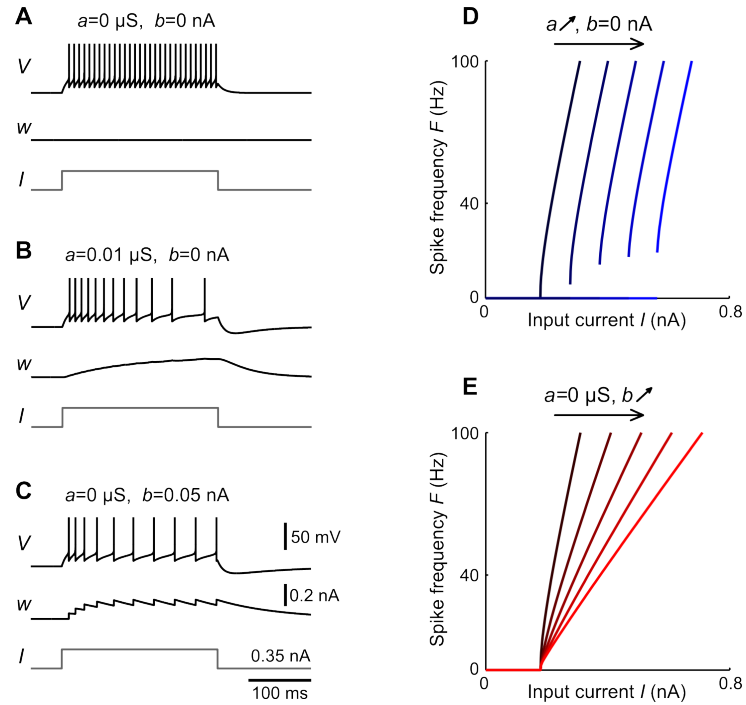 A
a=0 µS, b=0 nA
V
w
I
B
a=0.01 µS, b=0 nA
V
w
I
C
a=0 µS, b=0.05 nA
V
50 mV
w
0.2 nA
I
0.35 nA
100 ms
D
a↗, b=0 nA
100
40
0
Spike frequency F (Hz)
0
0.8
Input current I (nA)
E
a=0 µS, b↗
100
40
0
Spike frequency F (Hz)
0
0.8
Input current I (nA)